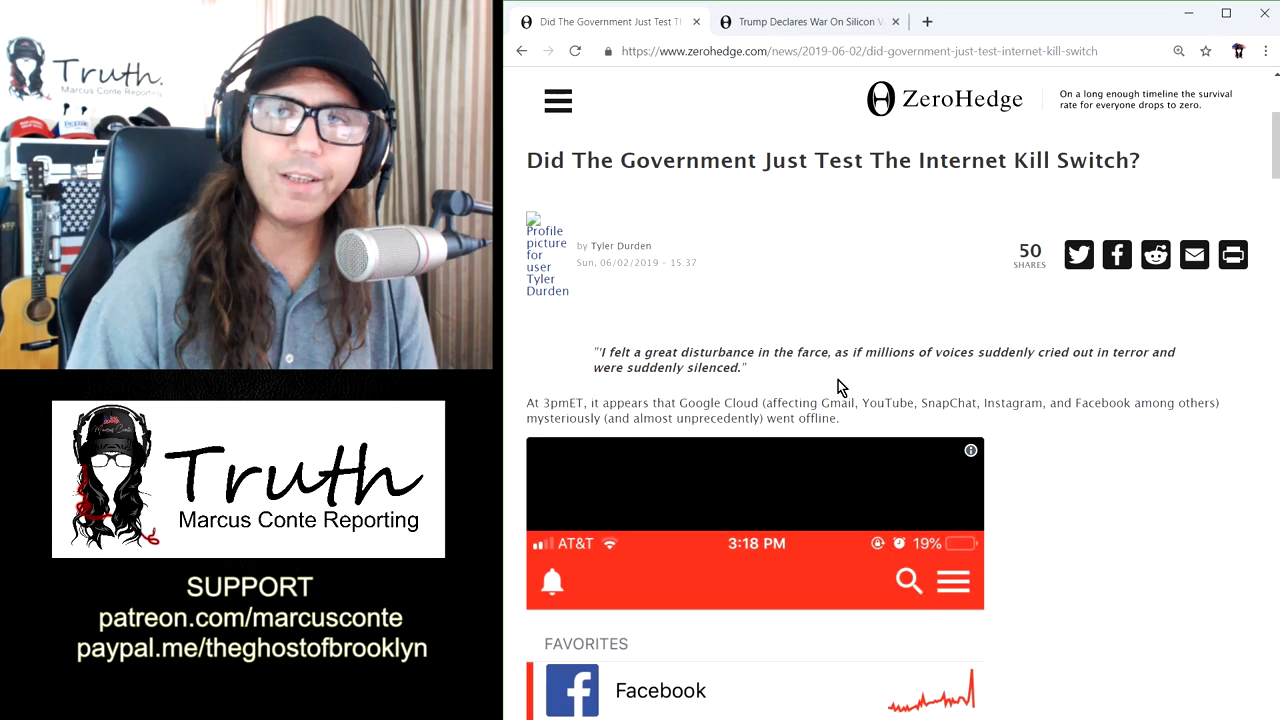 Truth.
Marcus Conte Reporting
Truth
Marcus Conte Reporting
SUPPORT
patreon.com/marcusconte
paypal.me/theghostofbrooklyn
Did The Government Just Test Th
Trump Declares War On Silicon V
https://www.zerohedge.com/news/2019-06-02/did-government-just-test-internet-kill-switch
ZeroHedge
On a long enough timeline the survival
rate for everyone drops to zero.
Did The Government Just Test The Internet Kill Switch?
Profile
picture
for
user
Tyler
Durden
by Tyler Durden
Sun, 06/02/2019 - 15:37
50
SHARES
"'I felt a great disturbance in the farce, as if millions of voices suddenly cried out in terror and
were suddenly silenced."
At 3pmET, it appears that Google Cloud (affecting Gmail, YouTube, SnapChat, Instagram, and Facebook among others)
mysteriously (and almost unprecedently) went offline.
AT&T
3:18 PM
19%
FAVORITES
Facebook